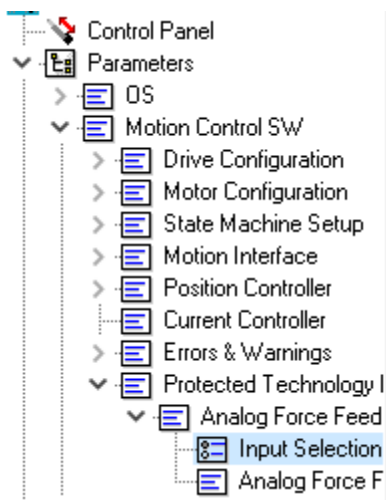 Control Panel
Parameters
OS
Motion Control SW
Drive Configuration
Motor Configuration
State Machine Setup
Motion Interface
Position Controller
Current Controller
Errors & Warnings
Protected Technology
Analog Force Feed
Input Selection
Analog Force F